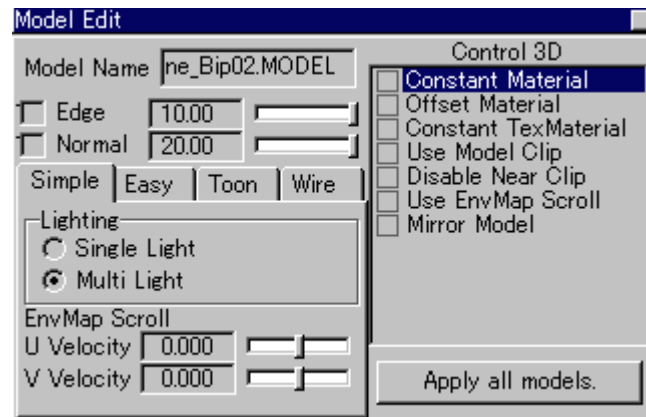 Model Edit
Model Name ne_Bip02.MODEL
Edge 10.00
Normal 20.00
Simple Easy Toon Wire
Lighting
Single Light
Multi Light
EnvMap Scroll
U Velocity 0.000
V Velocity 0.000
Control 3D
Constant Material
Offset Material
Constant TexMaterial
Use Model Clip
Disable Near Clip
Use EnvMap Scroll
Mirror Model
Apply all models.